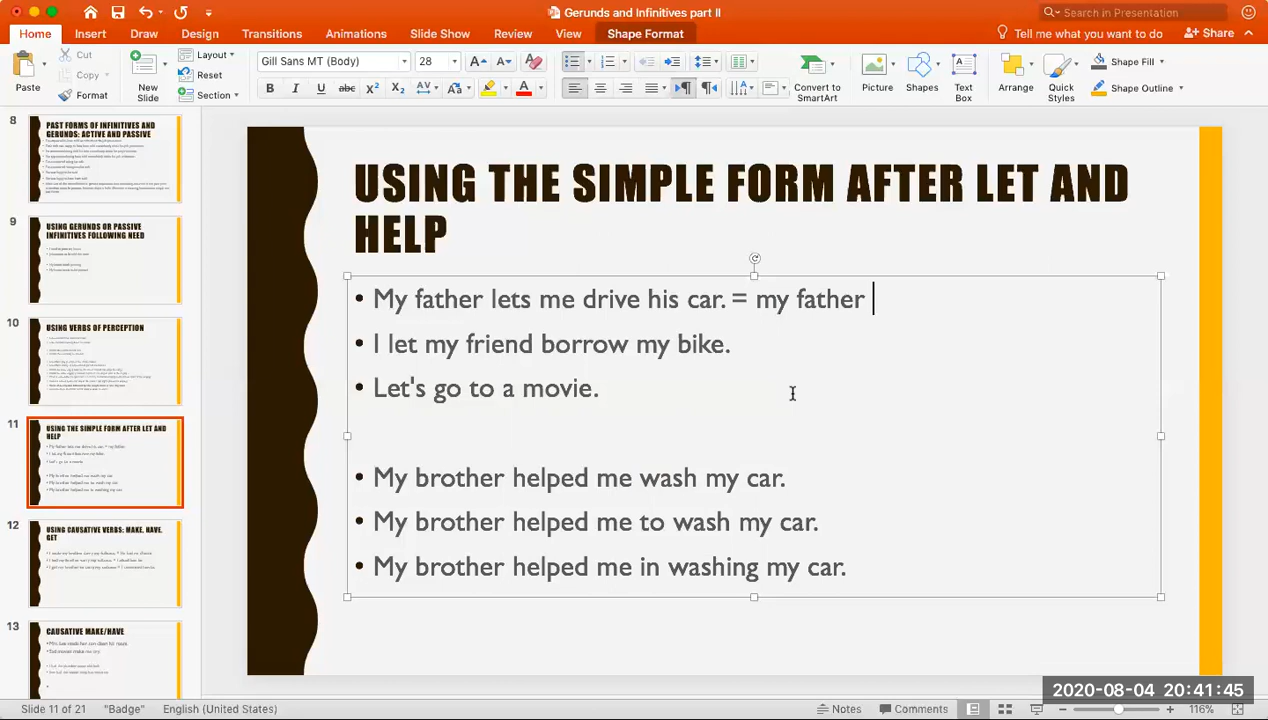 Gerunds and Infinitives part II
Search in Presentation
Home Insert Draw Design Transitions Animations Slide Show Review View Shape Format Tell me what you want to do Share
Paste
Cut
Copy
Format
New Slide
Layout
Reset
Section
Gill Sans MT (Body) 28
Convert to SmartArt
Picture
Shapes
Text Box
Arrange
Quick Styles
Shape Fill
Shape Outline
8
PAST FORMS OF INFINITIVES AND
GERUNDS: ACTIVE AND PASSIVE
9
USING GERUNDS OR PASSIVE
INFINITIVES FOLLOWING NEED
10
USING VERBS OF PERCEPTION
11
USING THE SIMPLE FORM AFTER LET AND
HELP
12
USING CAUSATIVE VERBS: MAKE, HAVE,
GET
13
CAUSATIVE MAKE/HAVE
USING THE SIMPLE FORM AFTER LET AND
HELP
• My father lets me drive his car. = my father
• I let my friend borrow my bike.
• Let's go to a movie.
• My brother helped me wash my car.
• My brother helped me to wash my car.
• My brother helped me in washing my car.
2020-08-04 20:41:45
Slide 11 of 21 "Badge" English (United States) Notes Comments 116%